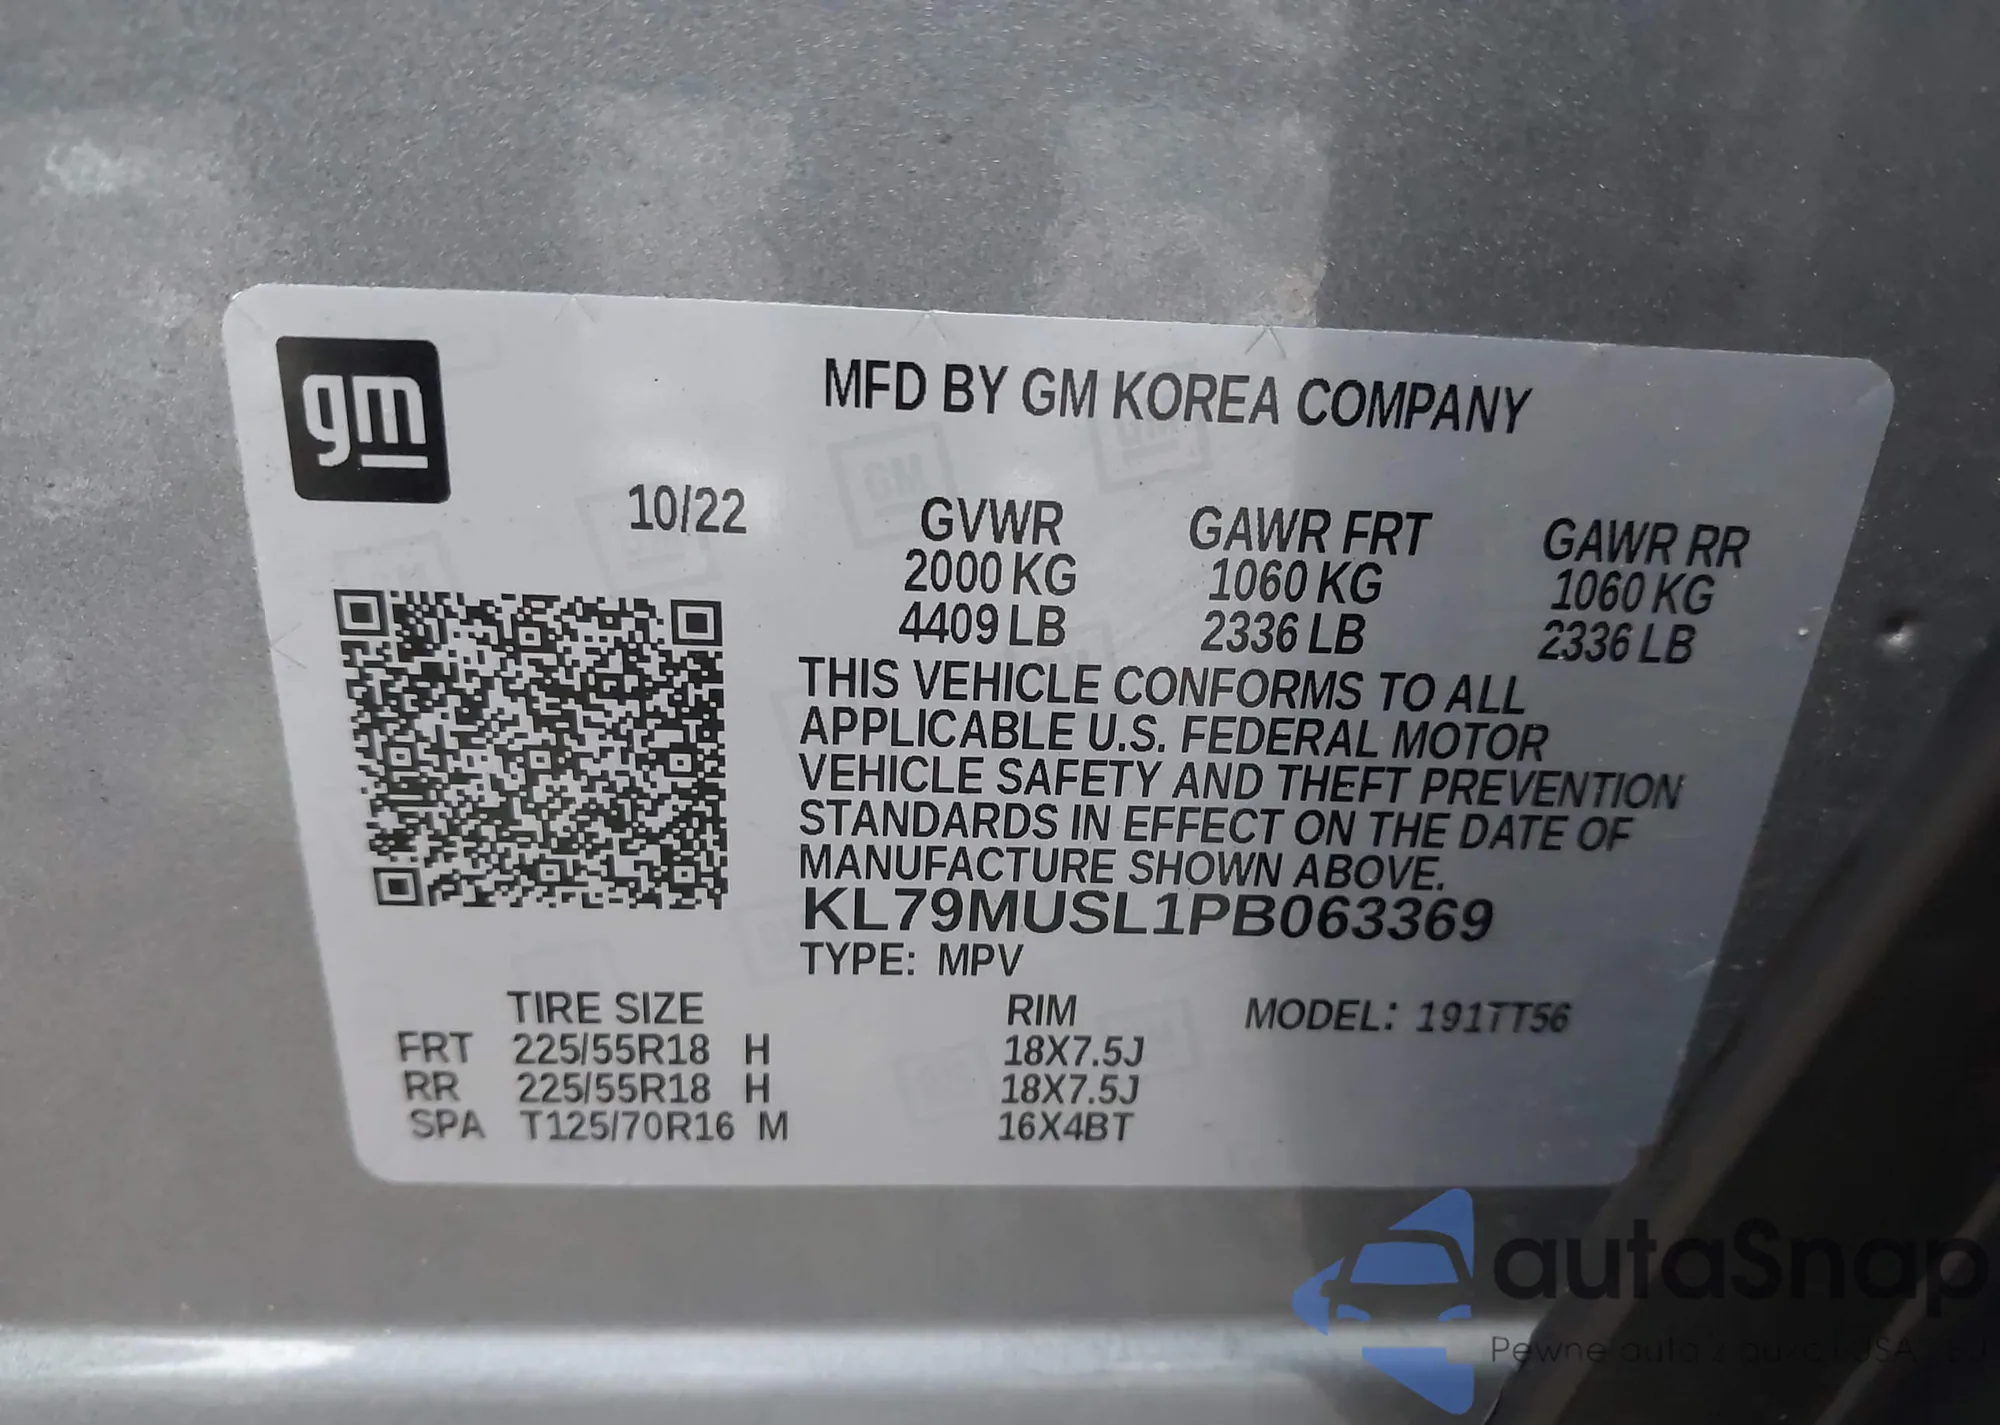 gm
MFD BY GM KOREA COMPANY
10/22
GVWR GAWR FRT GAWR RR
2000 KG 1060 KG 1060 KG
4409 LB 2336 LB 2336 LB
THIS VEHICLE CONFORMS TO ALL
APPLICABLE U.S. FEDERAL MOTOR
VEHICLE SAFETY AND THEFT PREVENTION
STANDARDS IN EFFECT ON THE DATE OF
MANUFACTURE SHOWN ABOVE.
KL79MUSL1PB063369
TYPE: MPV
TIRE SIZE RIM MODEL: 191TT56
FRT 225/55R18 H 18X7.5J
RR 225/55R18 H 18X7.5J
SPA T125/70R16 M 16X4BT
autaSnap
Pewne auta z